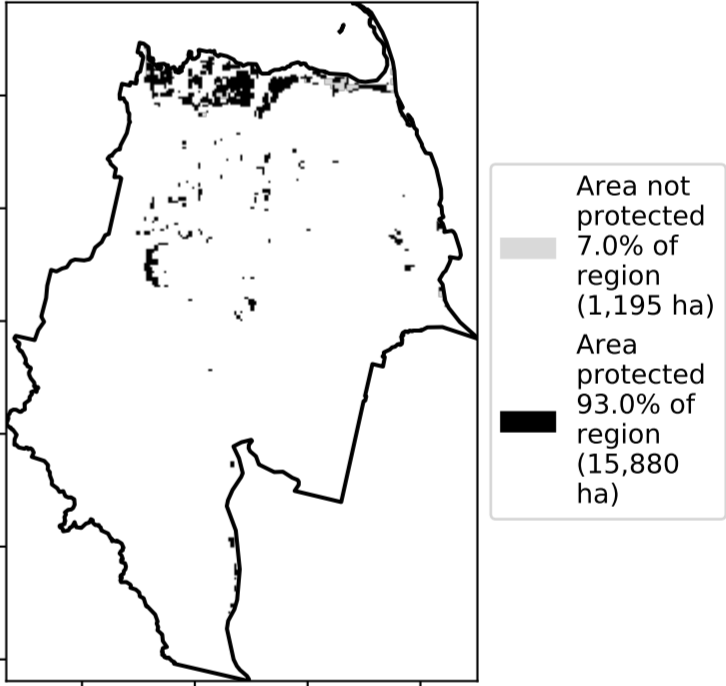 Area not
protected
7.0% of
region
(1,195 ha)
Area
protected
93.0% of
region
(15,880
ha)